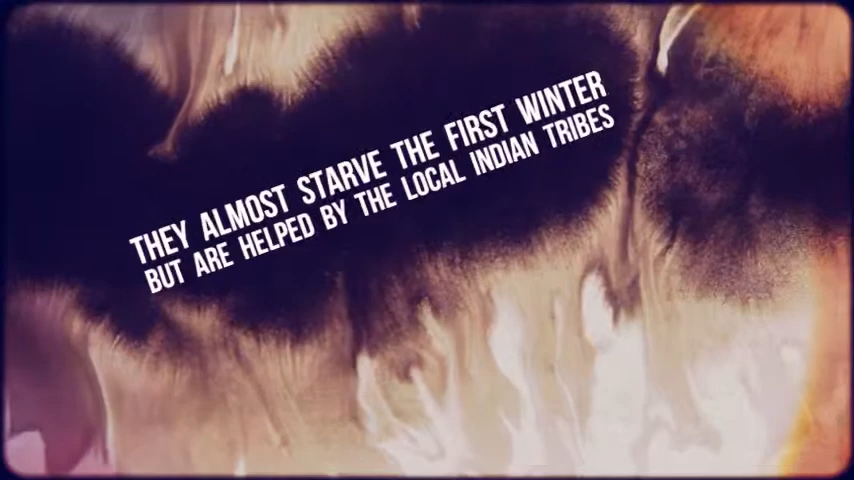 THEY ALMOST STARVE THE FIRST WINTER
BUT ARE HELPED BY THE LOCAL INDIAN TRIBES